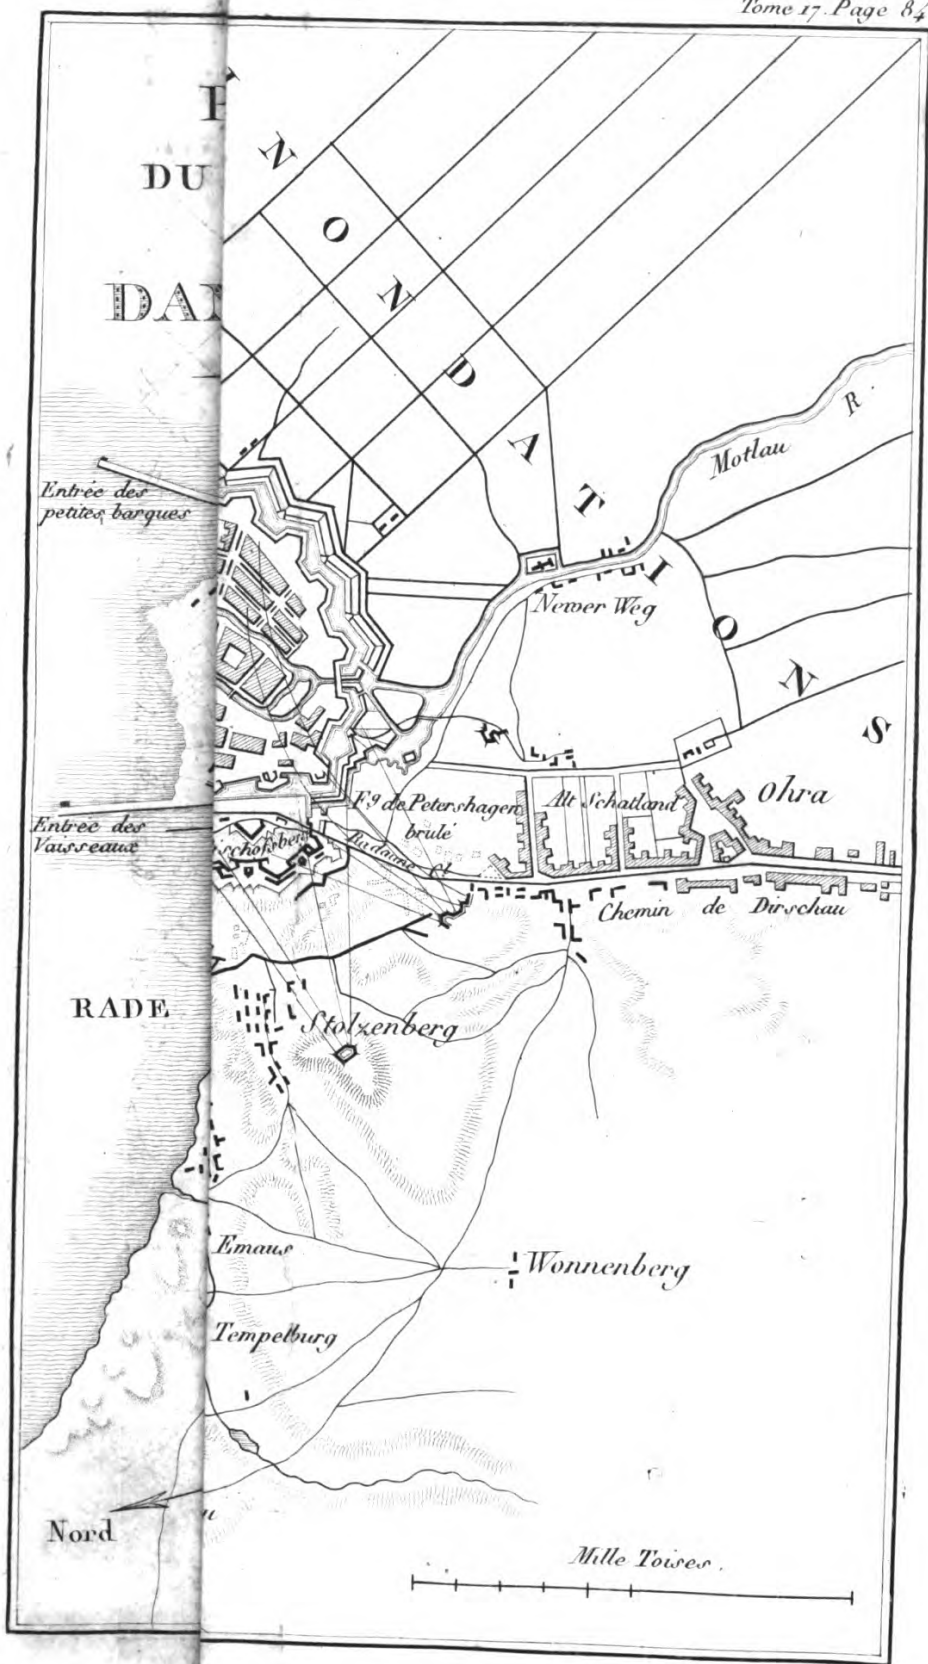 Tome 17. Page 84
DU
INONDATIONS
Motlau R.
Entrée des
petites barques
Newer Weg
Ohra
Fg de Petershagen
brulé
Alt Schatland
Entrée des
Vaisseaux
Radaune
Chemin de Dirschau
RADE
Stolzenberg
Emaus
Wonnenberg
Tempelburg
Nord
Mille Toises.